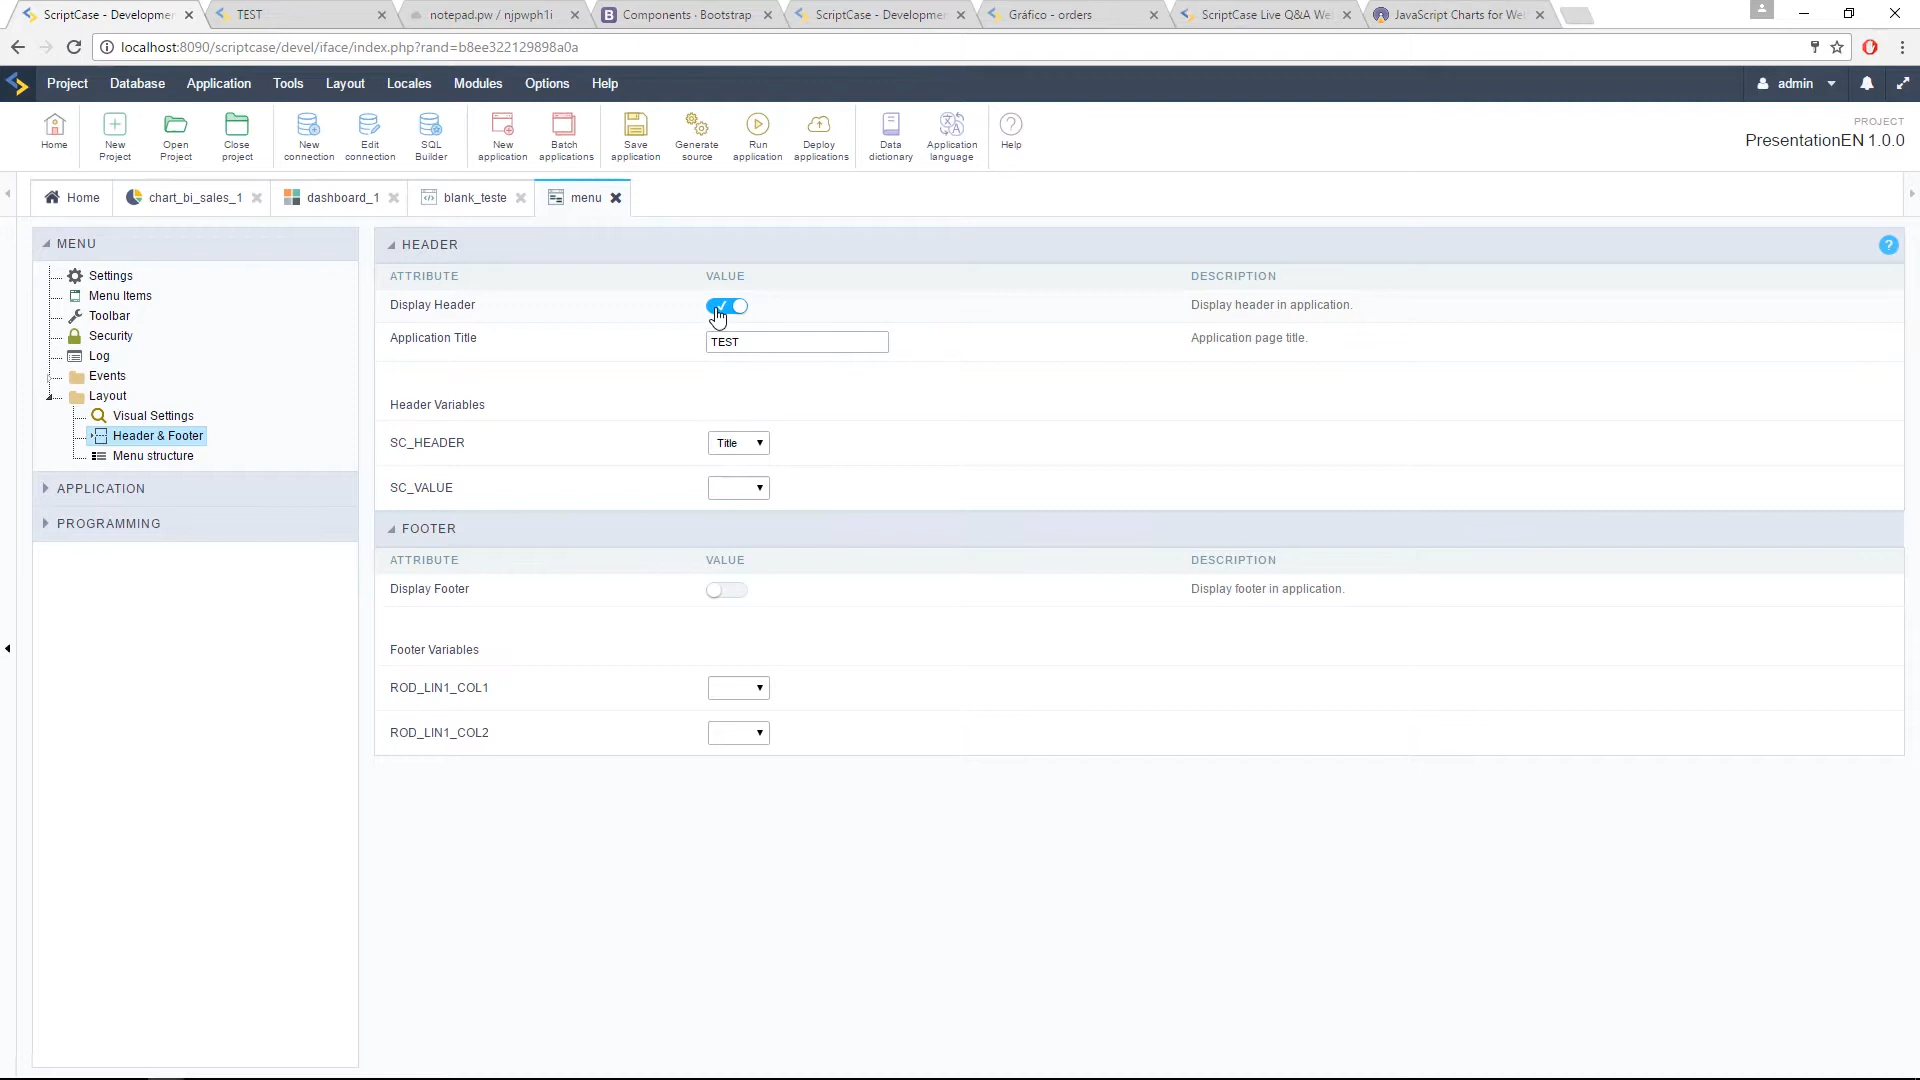 ScriptCase - Developmer
TEST
notepad.pw / njpwph1i
Components · Bootstrap
ScriptCase - Developmer
Gráfico - orders
ScriptCase Live Q&A We
JavaScript Charts for We
localhost:8090/scriptcase/devel/iface/index.php?rand=b8ee322129898a0a
Project
Database
Application
Tools
Layout
Locales
Modules
Options
Help
admin
Home
New
Project
Open
Project
Close
project
New
connection
Edit
connection
SQL
Builder
New
application
Batch
applications
Save
application
Generate
source
Run
application
Deploy
applications
Data
dictionary
Application
language
Help
PROJECT
PresentationEN 1.0.0
Home
chart_bi_sales_1
dashboard_1
blank_teste
menu
MENU
Settings
Menu Items
Toolbar
Security
Log
Events
Layout
Visual Settings
Header & Footer
Menu structure
APPLICATION
PROGRAMMING
HEADER
?
ATTRIBUTE VALUE DESCRIPTION
Display Header Display header in application.
Application Title TEST Application page title.
Header Variables
SC_HEADER Title
SC_VALUE
FOOTER
ATTRIBUTE VALUE DESCRIPTION
Display Footer Display footer in application.
Footer Variables
ROD_LIN1_COL1
ROD_LIN1_COL2